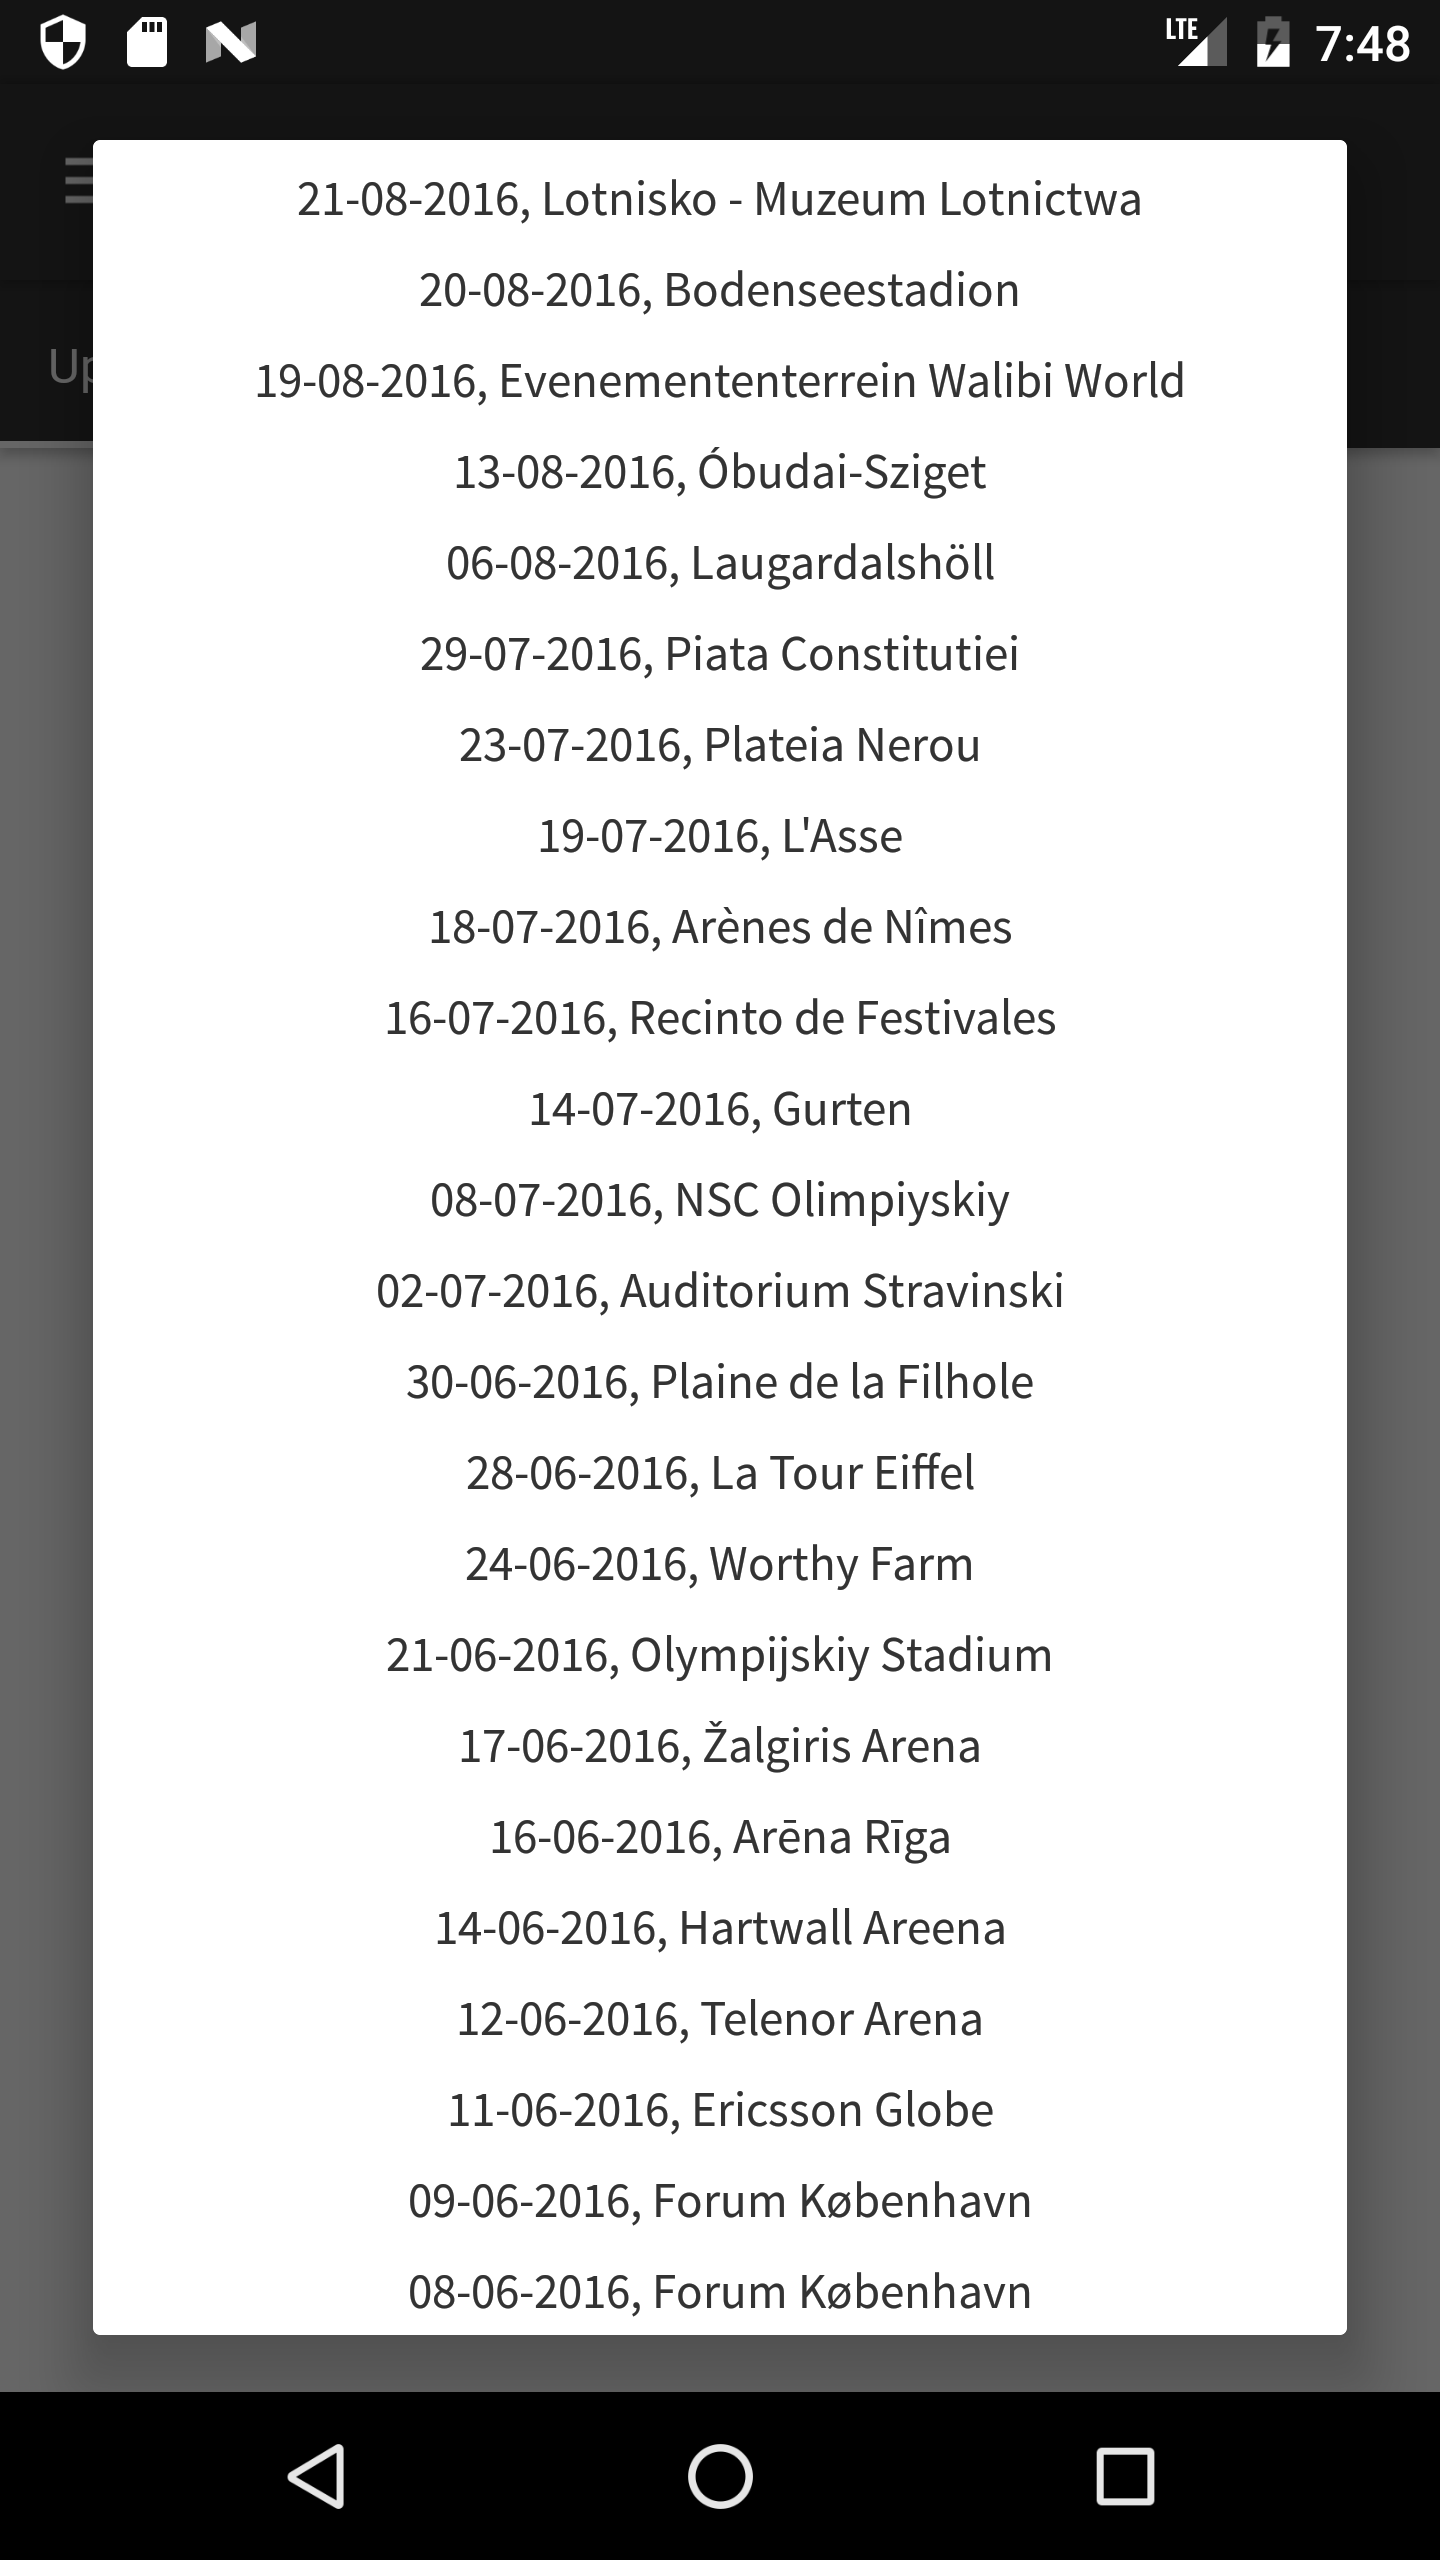 LTE 7:48
21-08-2016, Lotnisko - Muzeum Lotnictwa
20-08-2016, Bodenseestadion
Up
19-08-2016, Evenemententerrein Walibi World
13-08-2016, Óbudai-Sziget
06-08-2016, Laugardalshöll
29-07-2016, Piata Constitutiei
23-07-2016, Plateia Nerou
19-07-2016, L'Asse
18-07-2016, Arènes de Nîmes
16-07-2016, Recinto de Festivales
14-07-2016, Gurten
08-07-2016, NSC Olimpiyskiy
02-07-2016, Auditorium Stravinski
30-06-2016, Plaine de la Filhole
28-06-2016, La Tour Eiffel
24-06-2016, Worthy Farm
21-06-2016, Olympijskiy Stadium
17-06-2016, Žalgiris Arena
16-06-2016, Arēna Rīga
14-06-2016, Hartwall Areena
12-06-2016, Telenor Arena
11-06-2016, Ericsson Globe
09-06-2016, Forum København
08-06-2016, Forum København